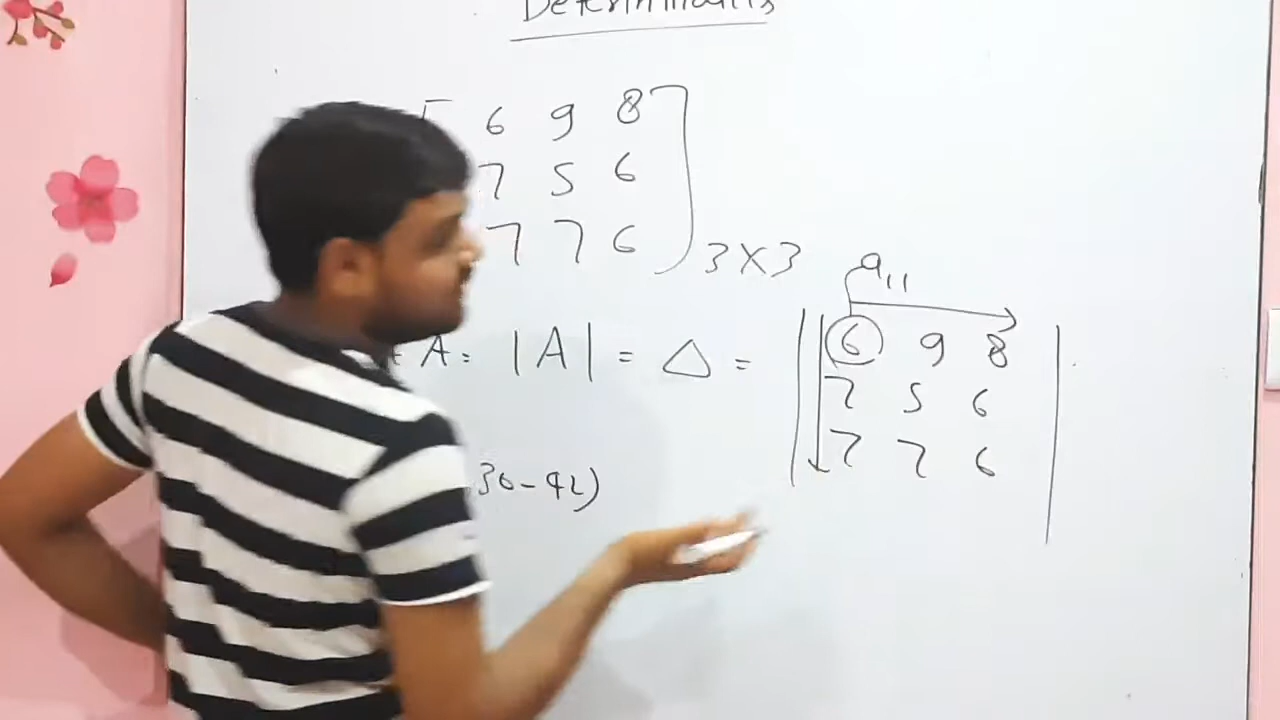 Determinants
6 9 8
7 5 6
7 7 6
3X3
a11
A = |A| = △ = | 6 9 8 |
7 5 6
7 7 6
30-42)